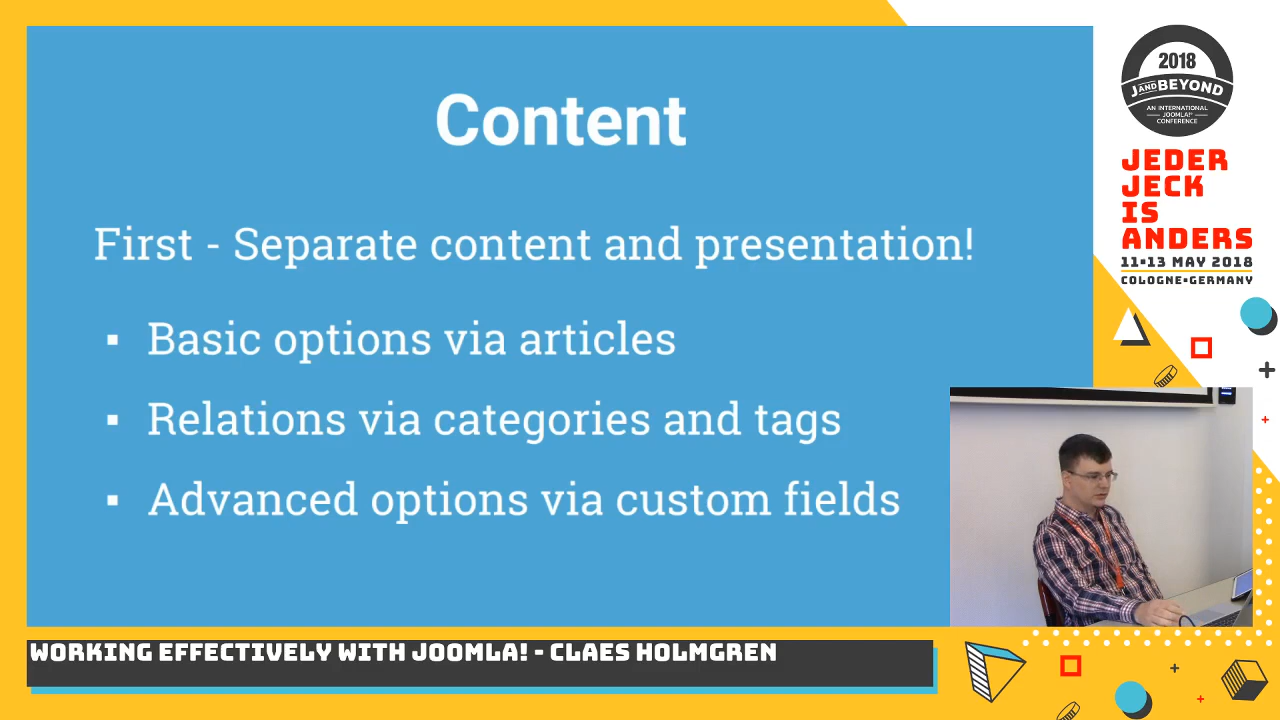 Content
First - Separate content and presentation!
▪ Basic options via articles
▪ Relations via categories and tags
▪ Advanced options via custom fields
2018
J AND BEYOND
AN INTERNATIONAL
JOOMLA!®
CONFERENCE
JEDER
JECK
IS
ANDERS
11-13 MAY 2018
COLOGNE•GERMANY
WORKING EFFECTIVELY WITH JOOMLA! - CLAES HOLMGREN